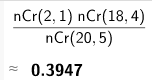 nCr(2,1) nCr(18,4)
nCr(20,5)
≈ 0.3947